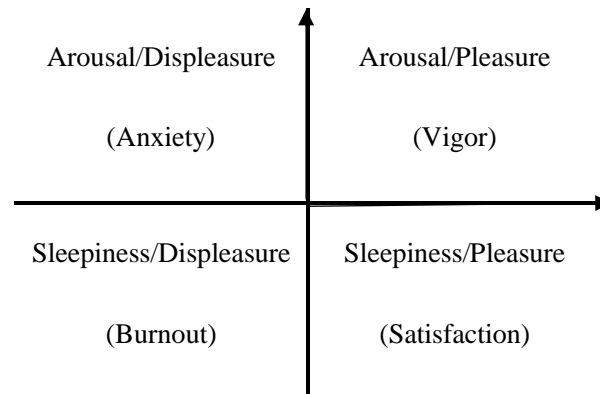 Arousal/Displeasure
(Anxiety)
Arousal/Pleasure
(Vigor)
Sleepiness/Displeasure
(Burnout)
Sleepiness/Pleasure
(Satisfaction)